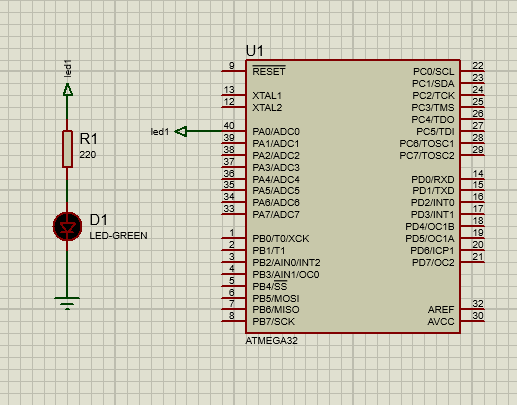 led1
R1
220
D1
LED-GREEN
U1
9 RESET
13 XTAL1
12 XTAL2
led1
40 PA0/ADC0
39 PA1/ADC1
38 PA2/ADC2
37 PA3/ADC3
36 PA4/ADC4
35 PA5/ADC5
34 PA6/ADC6
33 PA7/ADC7
1 PB0/T0/XCK
2 PB1/T1
3 PB2/AIN0/INT2
4 PB3/AIN1/OC0
5 PB4/SS
6 PB5/MOSI
7 PB6/MISO
8 PB7/SCK
PC0/SCL 22
PC1/SDA 23
PC2/TCK 24
PC3/TMS 25
PC4/TDO 26
PC5/TDI 27
PC6/TOSC1 28
PC7/TOSC2 29
PD0/RXD 14
PD1/TXD 15
PD2/INT0 16
PD3/INT1 17
PD4/OC1B 18
PD5/OC1A 19
PD6/ICP1 20
PD7/OC2 21
AREF 32
AVCC 30
ATMEGA32